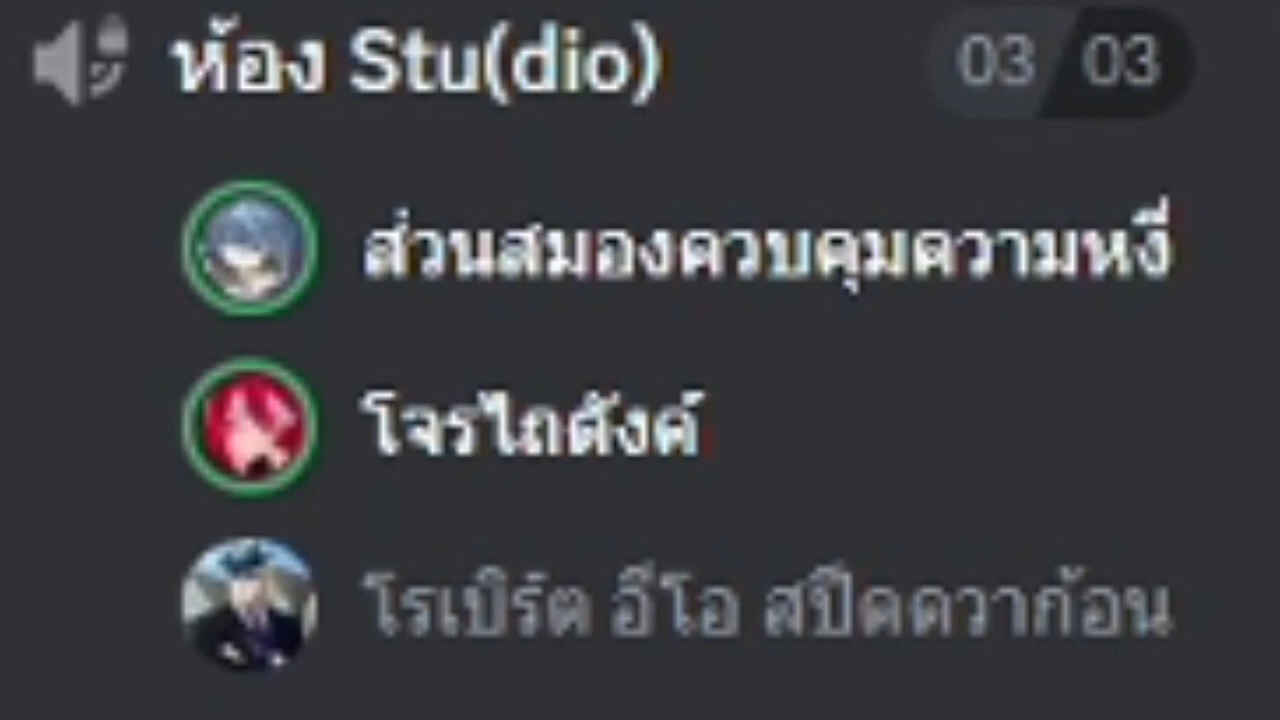 ห้อง Stu(dio) 03 03
ส่วนสมองควบคุมความหงี่
โจรไถตังค์
โรเบิร์ต อีโอ สปีดดวาก้อน